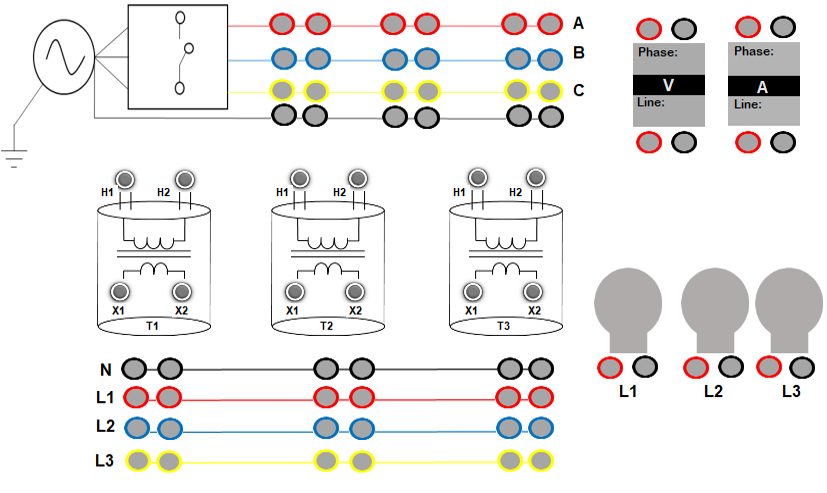 A
B
C
Phase:
V
Line:
Phase:
A
Line:
H1 H2
X1 X2
T1
H1 H2
X1 X2
T2
H1 H2
X1 X2
T3
N
L1
L2
L3
L1 L2 L3